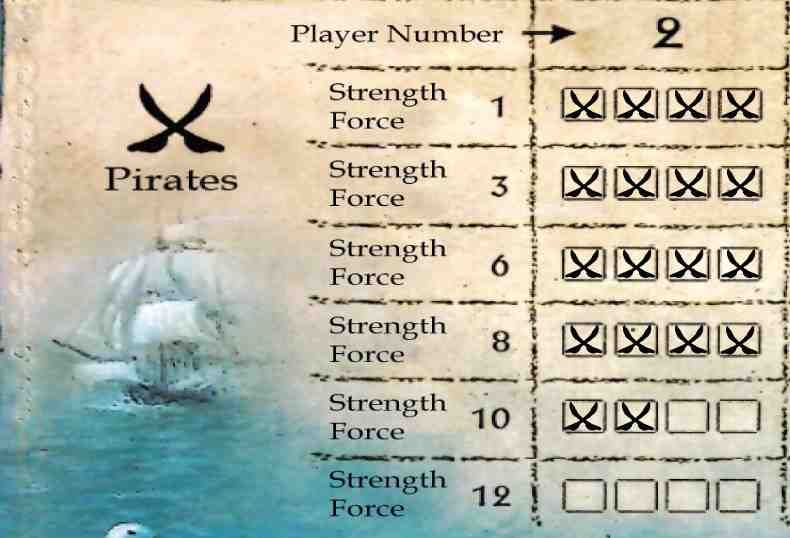 Player Number 2
Strength
Force 1
Pirates
Strength
Force 3
Strength
Force 6
Strength
Force 8
Strength
Force 10
Strength
Force 12